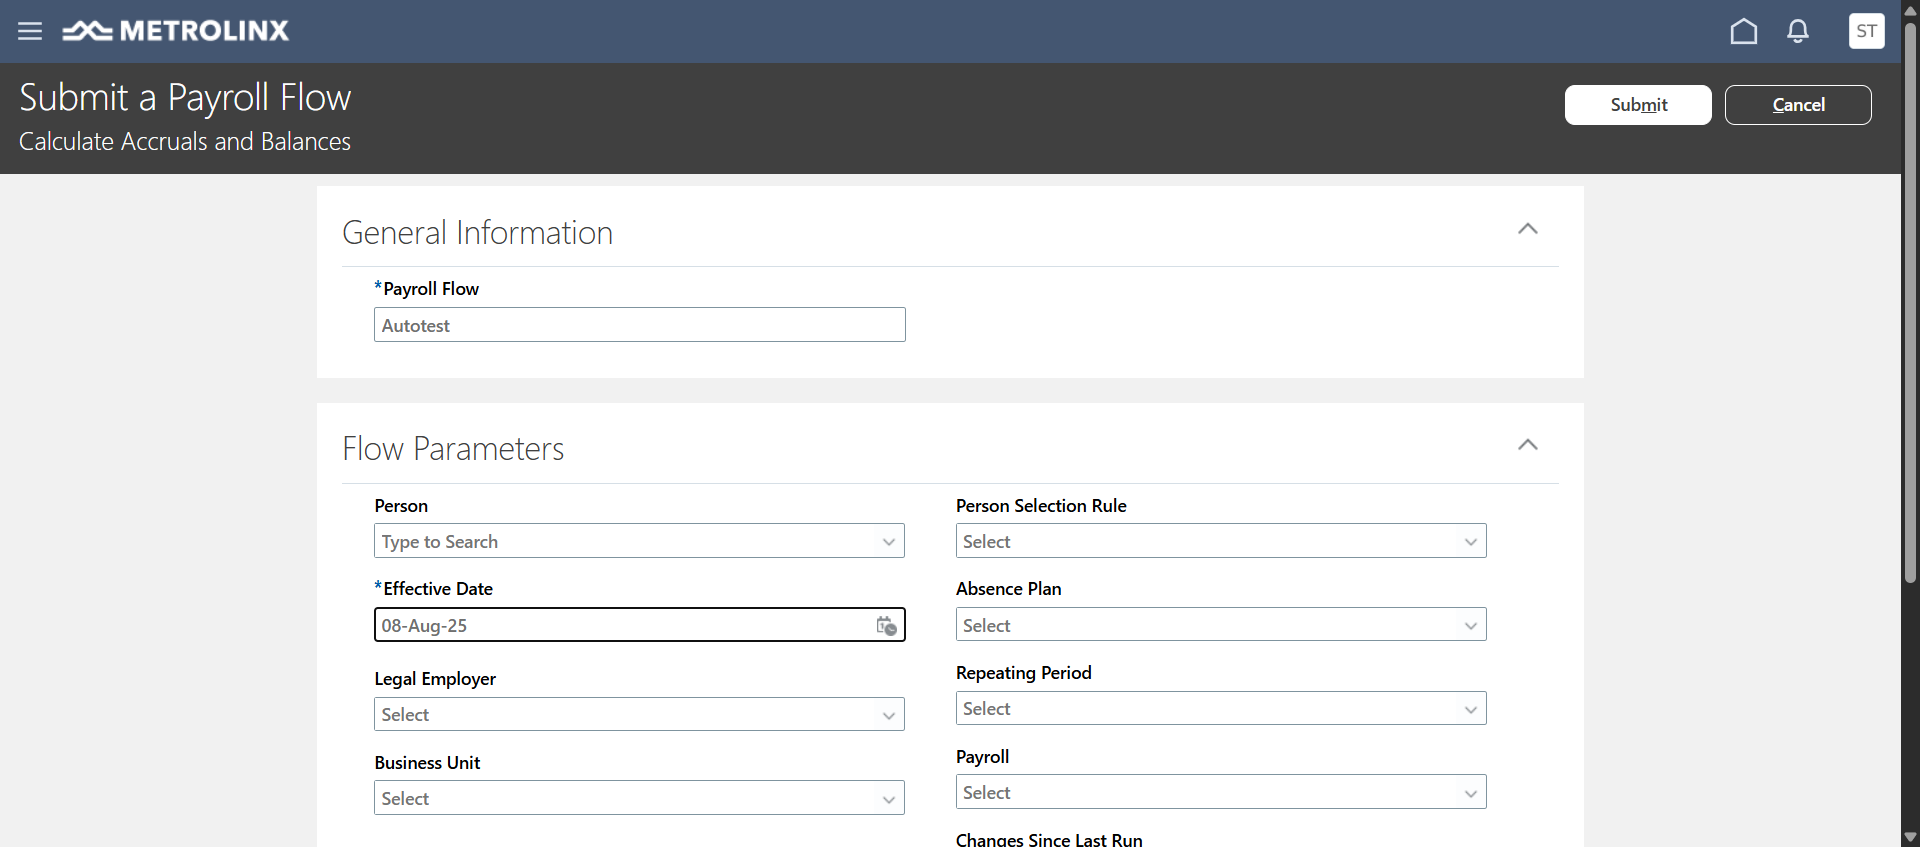 METROLINX
ST
Submit a Payroll Flow
Calculate Accruals and Balances
Submit
Cancel
General Information
*Payroll Flow
Autotest
Flow Parameters
Person
Type to Search
*Effective Date
08-Aug-25
Legal Employer
Select
Business Unit
Select
Person Selection Rule
Select
Absence Plan
Select
Repeating Period
Select
Payroll
Select
Changes Since Last Run